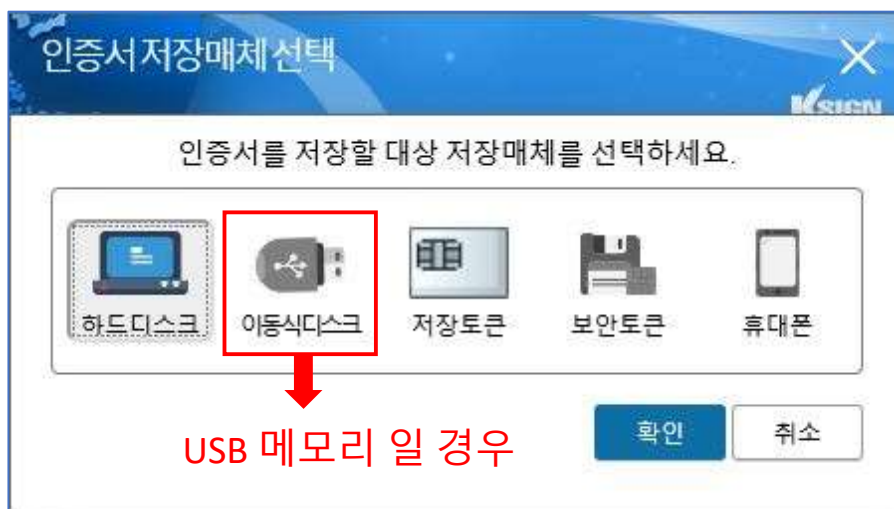 인증서 저장매체 선택
KSIGN
인증서를 저장할 대상 저장매체를 선택하세요.
하드디스크 이동식디스크 저장토큰 보안토큰 휴대폰
USB 메모리 일 경우
확인 취소